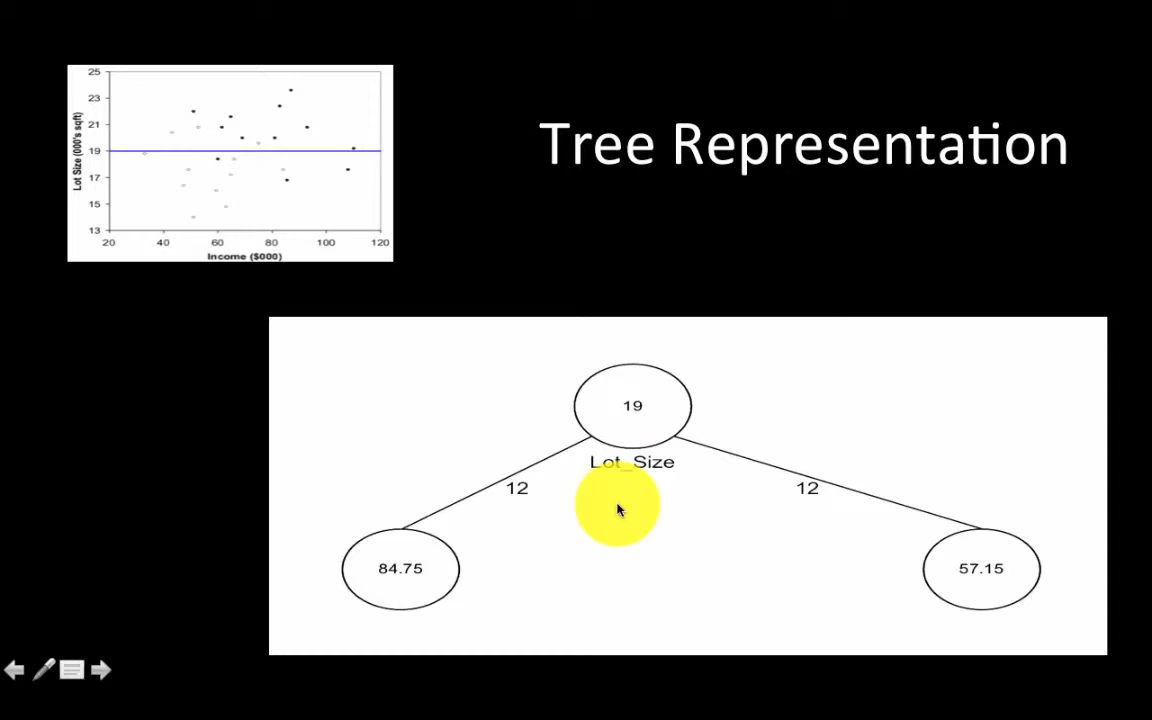 Tree Representation
25
23
21
19
17
15
13
Lot Size (000's sqft)
20 40 60 80 100 120
Income ($000)
19
Lot_Size
12 12
84.75 57.15